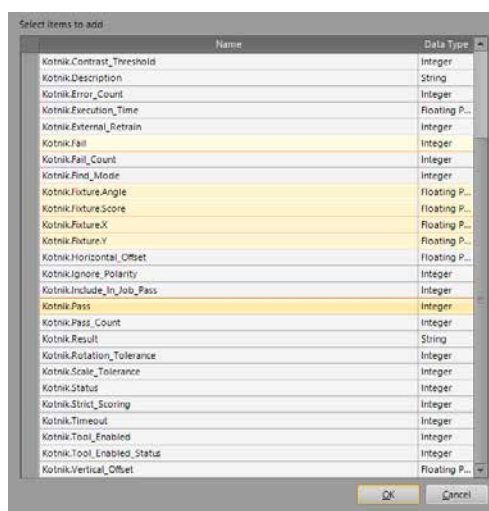 Select items to add
Name Data Type
Kotnik.Contrast_Threshold Integer
Kotnik.Description String
Kotnik.Error_Count Integer
Kotnik.Execution_Time Floating P...
Kotnik.External_Retrain Integer
Kotnik.Fail Integer
Kotnik.Fail_Count Integer
Kotnik.Find_Mode Integer
Kotnik.Fixture.Angle Floating P...
Kotnik.Fixture.Score Floating P...
Kotnik.Fixture.X Floating P...
Kotnik.Fixture.Y Floating P...
Kotnik.Horizontal_Offset Floating P...
Kotnik.Ignore_Polarity Integer
Kotnik.Include_In_Job_Pass Integer
Kotnik.Pass Integer
Kotnik.Pass_Count Integer
Kotnik.Result String
Kotnik.Rotation_Tolerance Integer
Kotnik.Scale_Tolerance Integer
Kotnik.Status Integer
Kotnik.Strict_Scoring Integer
Kotnik.Timeout Integer
Kotnik.Tool_Enabled Integer
Kotnik.Tool_Enabled_Status Integer
Kotnik.Vertical_Offset Floating P...
OK Cancel